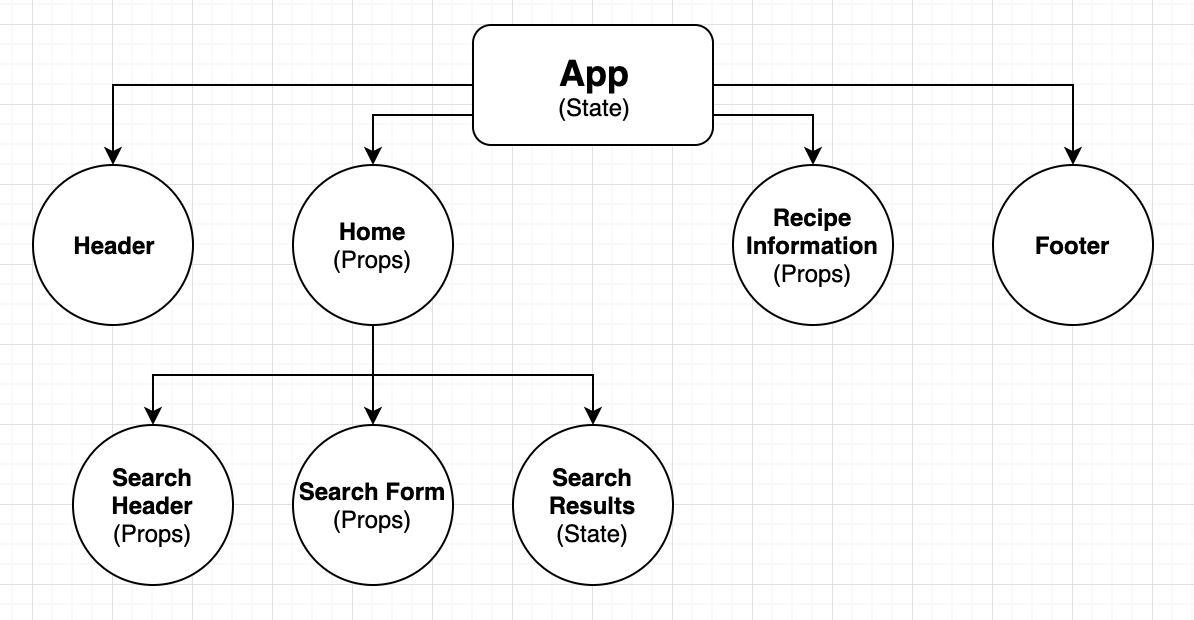 App
(State)
Header
Home
(Props)
Recipe
Information
(Props)
Footer
Search
Header
(Props)
Search Form
(Props)
Search
Results
(State)